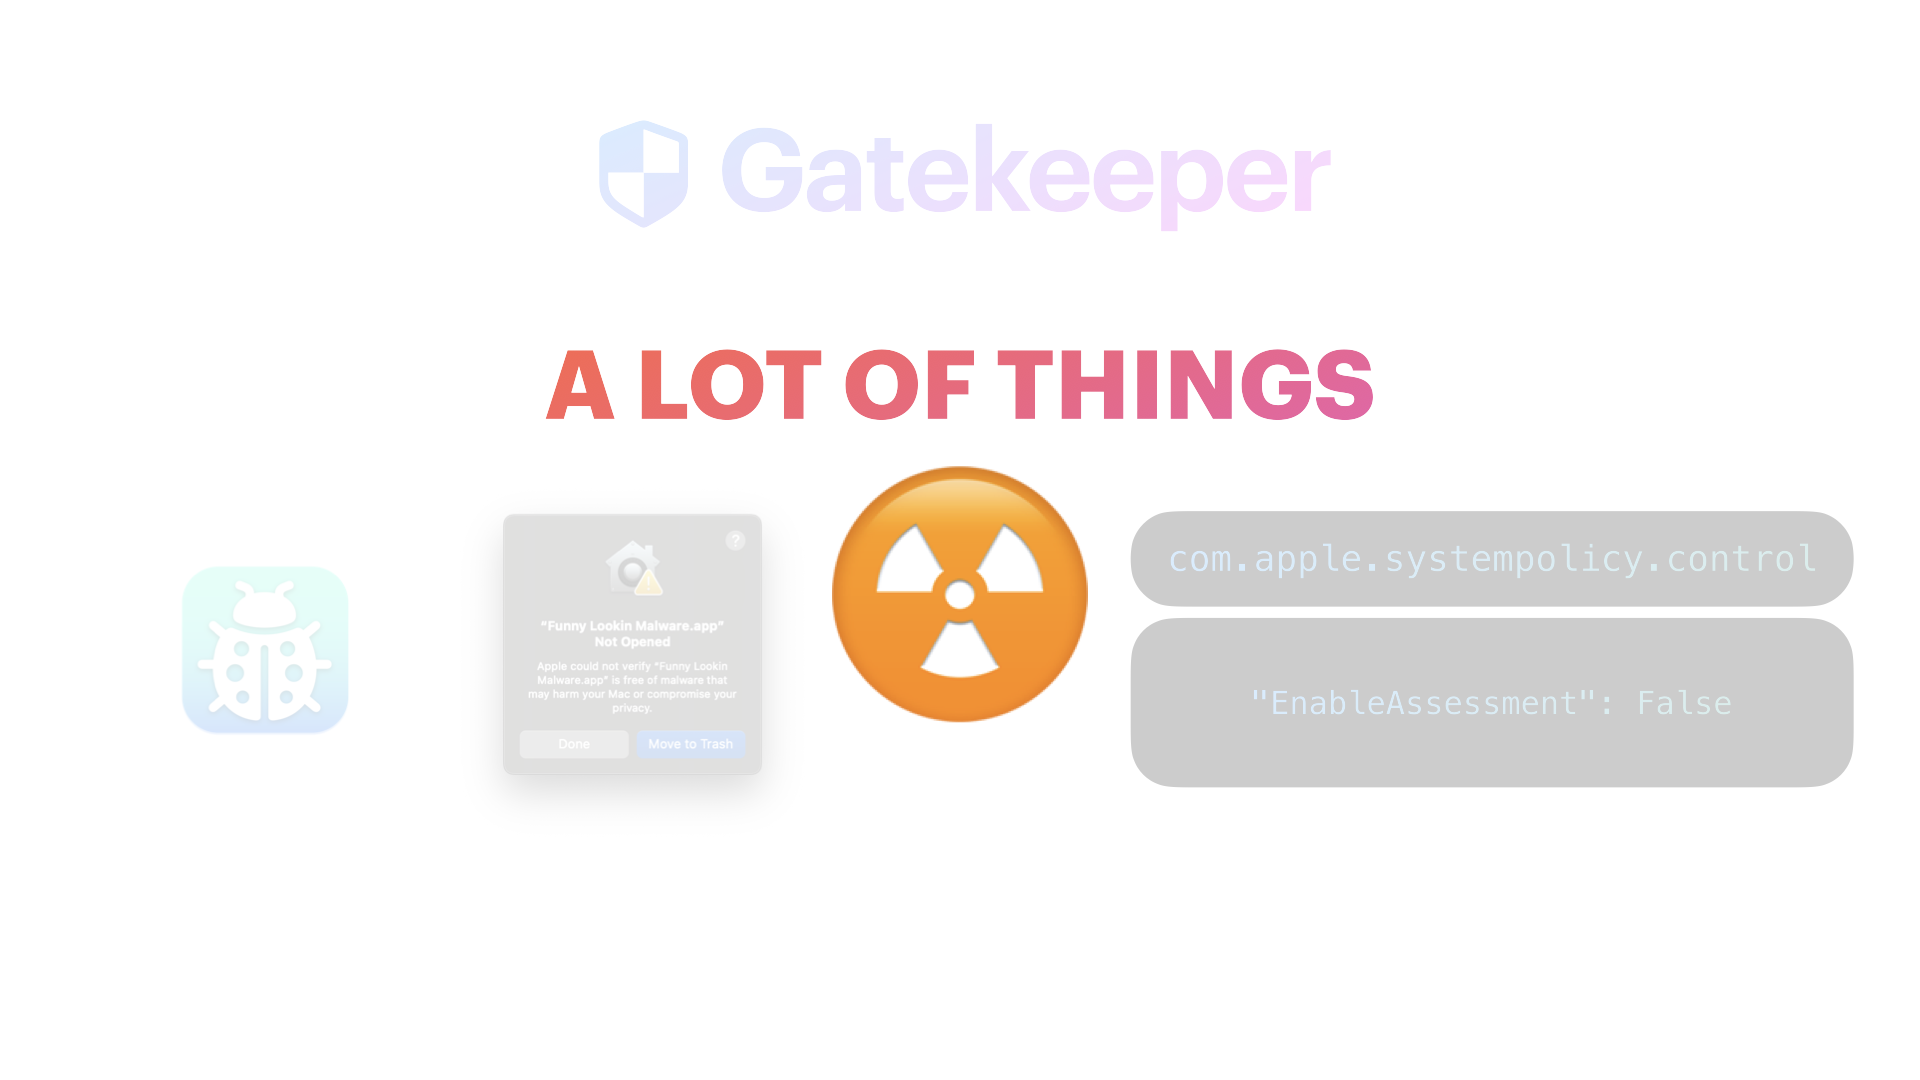 Gatekeeper
A LOT OF THINGS
?
“Funny Lookin Malware.app”
Not Opened
Apple could not verify “Funny Lookin
Malware.app” is free of malware that
may harm your Mac or compromise your
privacy.
Done
Move to Trash
com.apple.systempolicy.control
"EnableAssessment": False